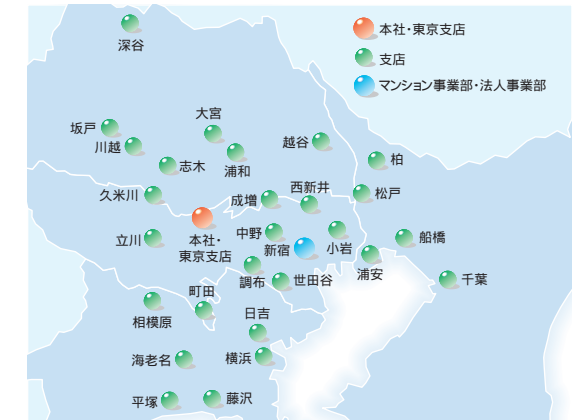 本社・東京支店
支店
マンション事業部・法人事業部
深谷
大宮
坂戸
川越
越谷
柏
志木
浦和
西新井
松戸
久米川
成増
立川
本社・
東京支店
中野
新宿
小岩
船橋
浦安
調布
世田谷
千葉
町田
相模原
日吉
海老名
横浜
平塚
藤沢